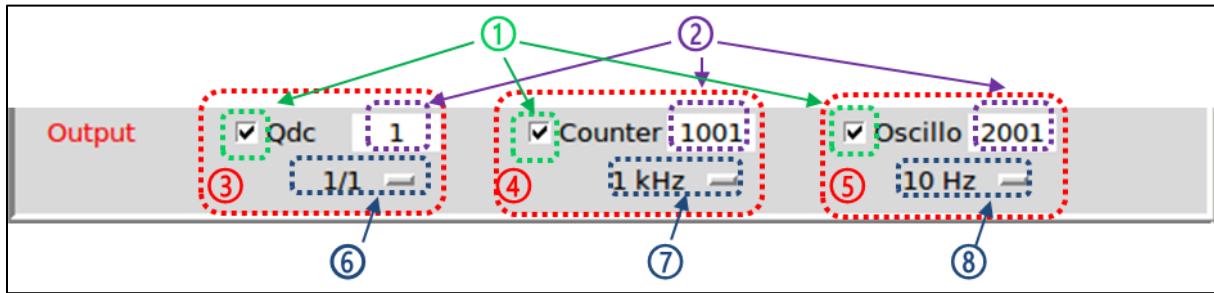 ① ②
Output Qdc 1 Counter 1001 Oscillo 2001
③ 1/1 ④ 1 kHz ⑤ 10 Hz
⑥ ⑦ ⑧